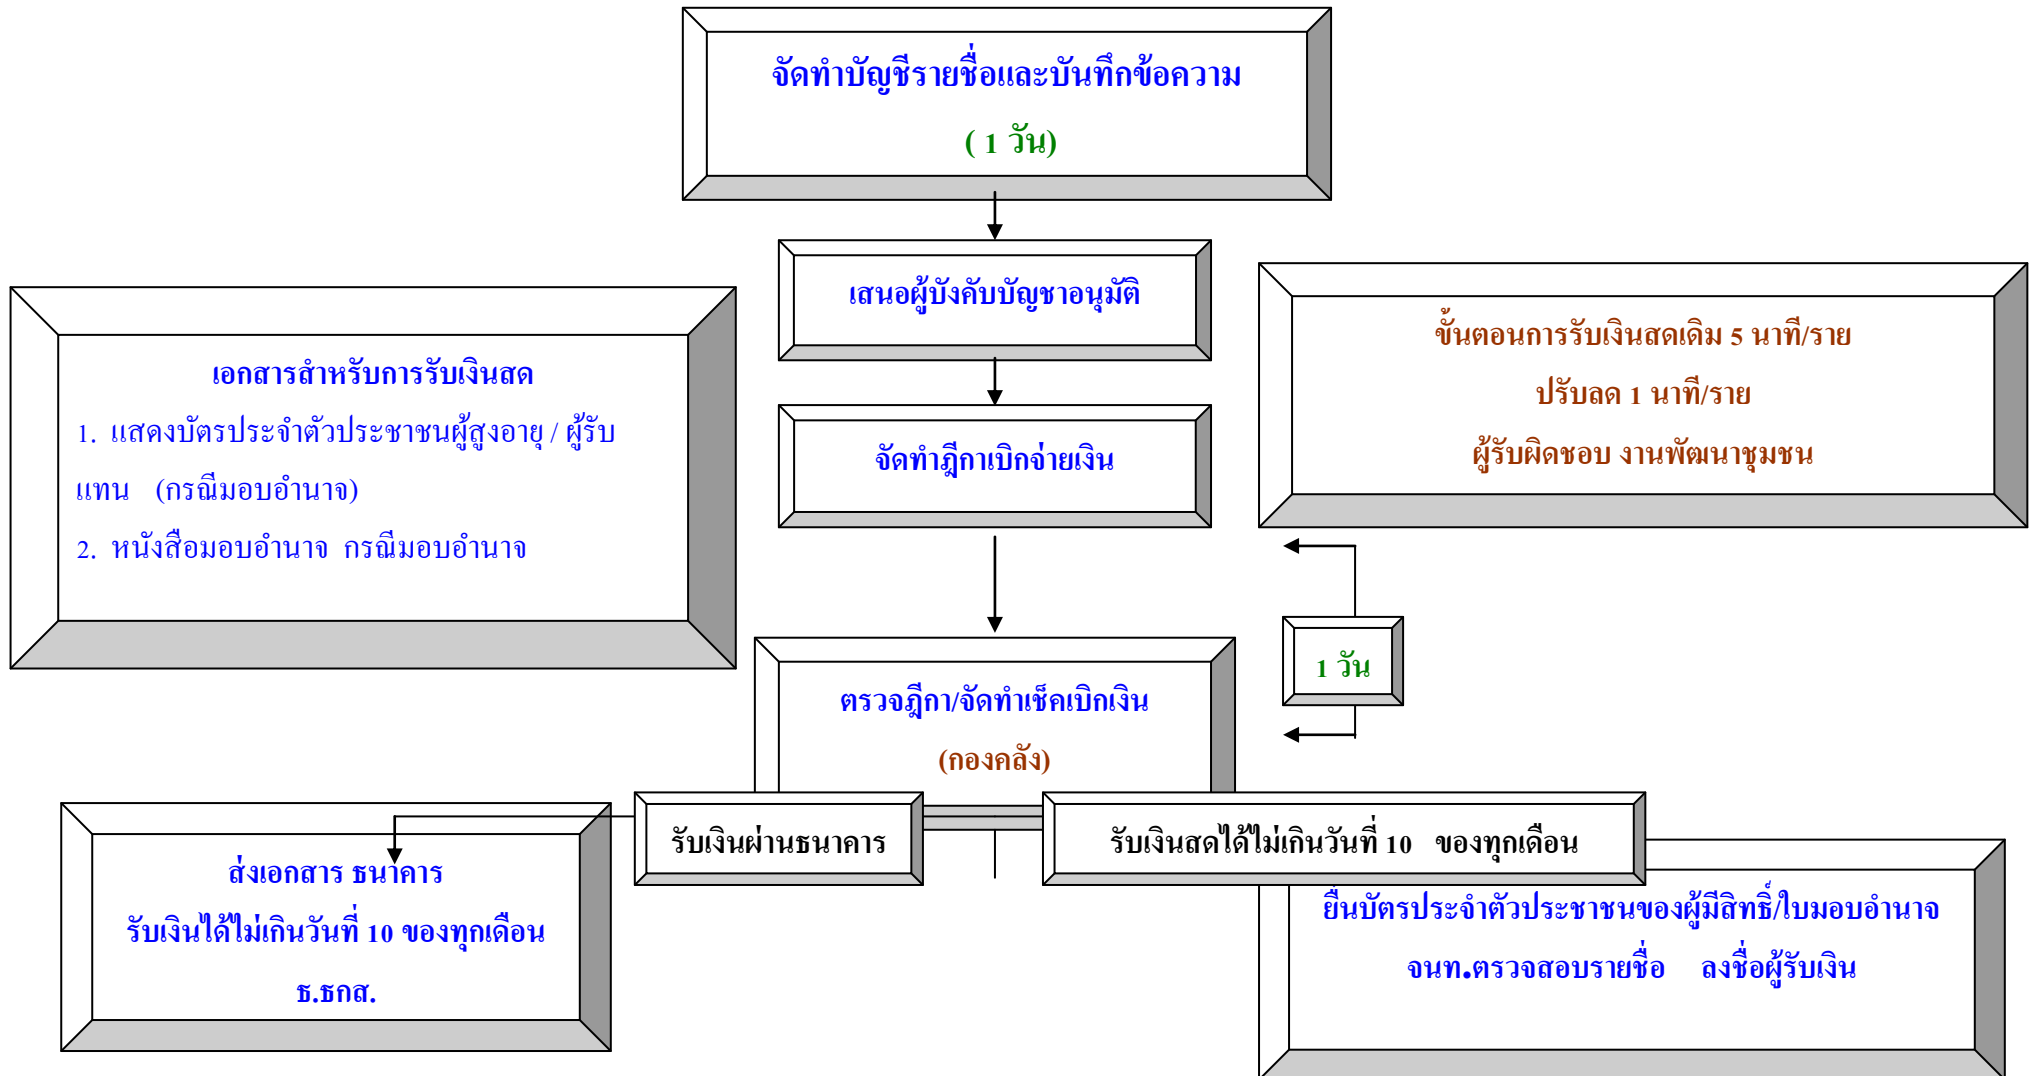 จัดทำบัญชีรายชื่อและบันทึกข้อความ
( 1 วัน)
เสนอผู้บังคับบัญชาอนุมัติ
เอกสารสำหรับการรับเงินสด
1. แสดงบัตรประจำตัวประชาชนผู้สูงอายุ / ผู้รับ
แทน (กรณีมอบอำนาจ)
2. หนังสือมอบอำนาจ กรณีมอบอำนาจ
ขั้นตอนการรับเงินสดเดิม 5 นาที/ราย
ปรับลด 1 นาที/ราย
ผู้รับผิดชอบ งานพัฒนาชุมชน
จัดทำฎีกาเบิกจ่ายเงิน
1 วัน
ตรวจฎีกา/จัดทำเช็คเบิกเงิน
(กองคลัง)
รับเงินผ่านธนาคาร
รับเงินสดได้ไม่เกินวันที่ 10 ของทุกเดือน
ส่งเอกสาร ธนาคาร
รับเงินได้ไม่เกินวันที่ 10 ของทุกเดือน
ธ.ธกส.
ยื่นบัตรประจำตัวประชาชนของผู้มีสิทธิ์/ใบมอบอำนาจ
จนท.ตรวจสอบรายชื่อ ลงชื่อผู้รับเงิน